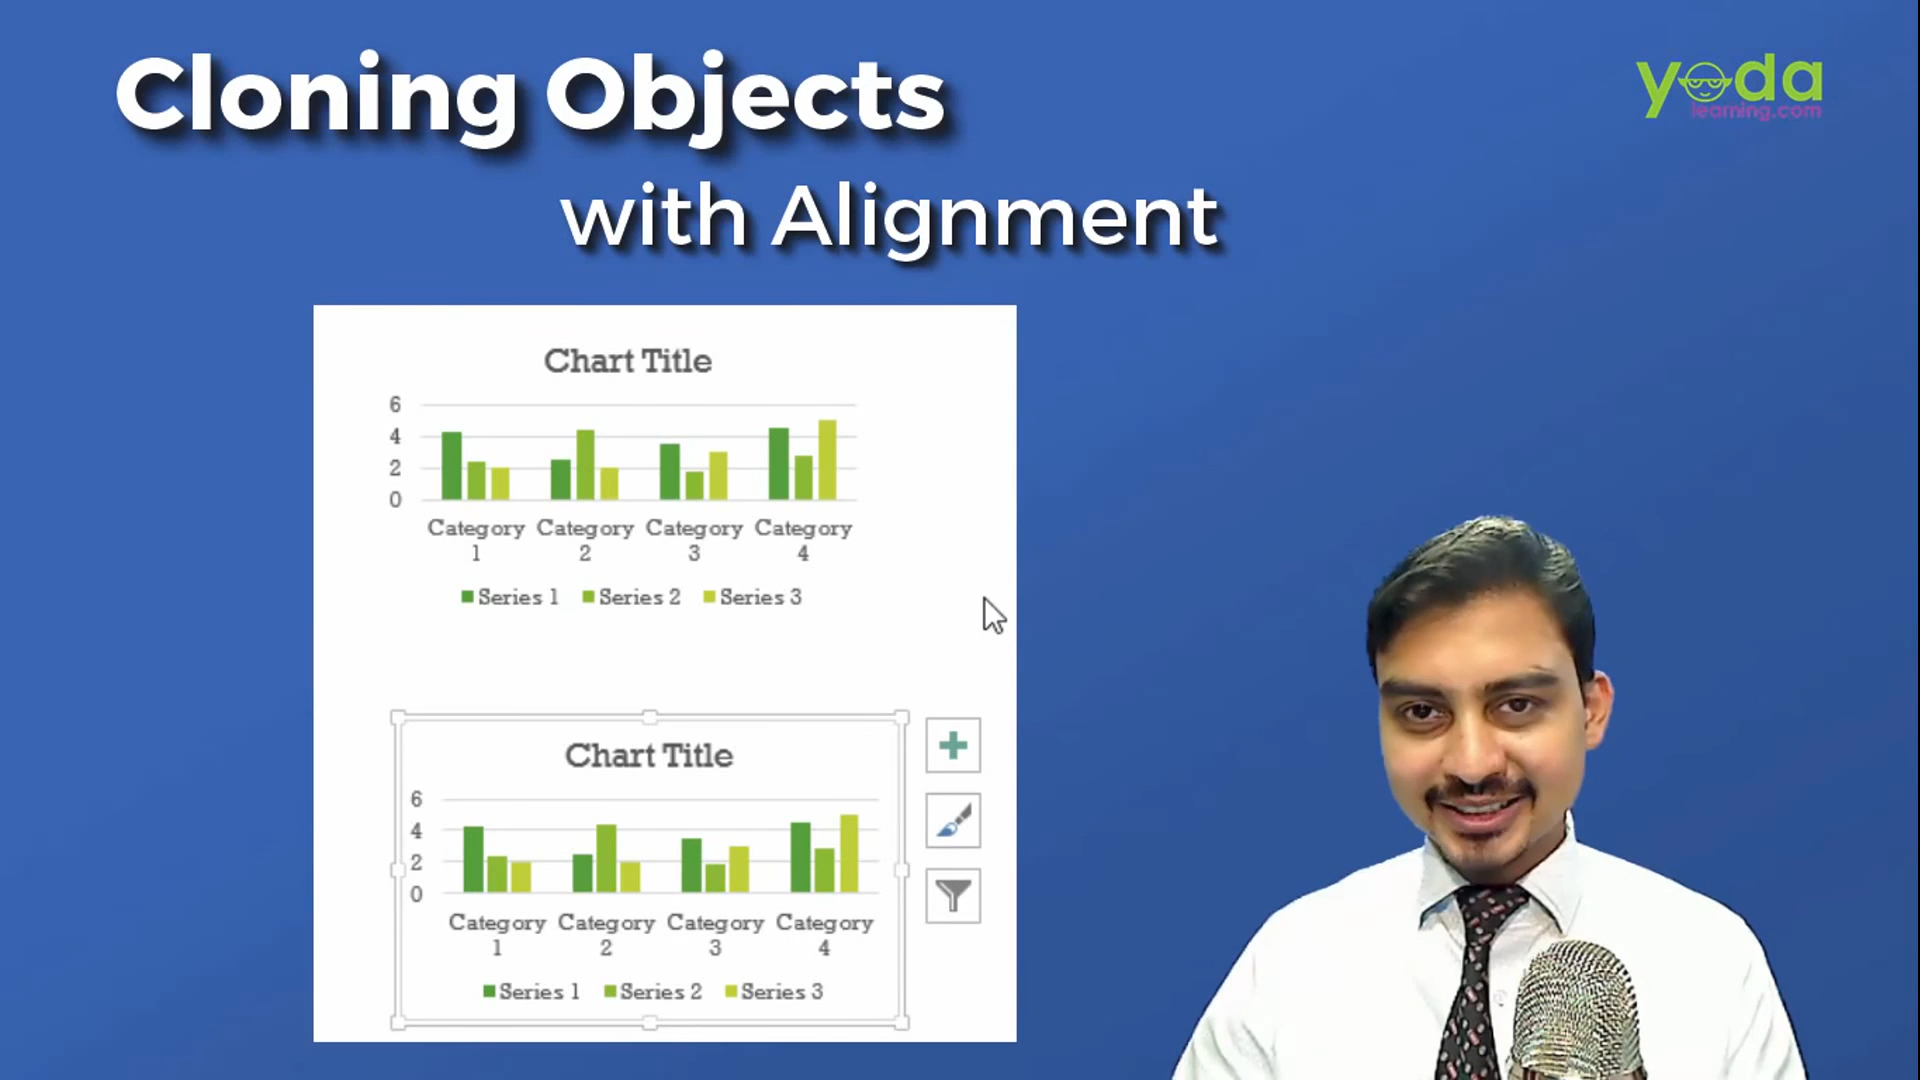 Cloning Objects
with Alignment
yoda
learning.com
Chart Title
6
4
2
0
Category Category Category Category
1 2 3 4
Series 1 Series 2 Series 3
Chart Title
6
4
2
0
Category Category Category Category
1 2 3 4
Series 1 Series 2 Series 3